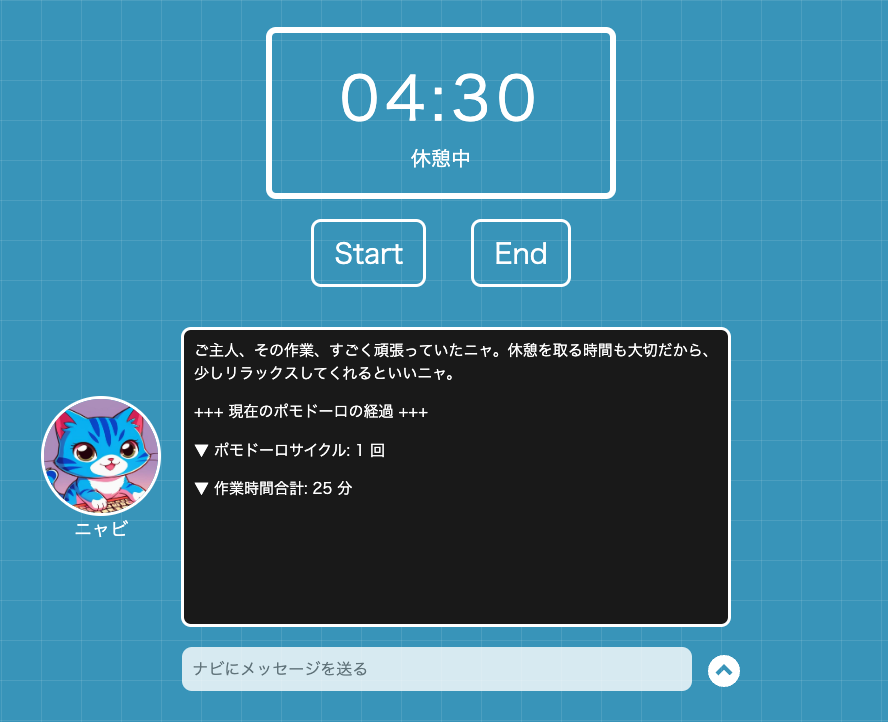 04:30
休憩中
Start
End
ご主人、その作業、すごく頑張っていたニャ。休憩を取る時間も大切だから、
少しリラックスしてくれるといいニャ。
+++ 現在のポモドーロの経過 +++
▼ ポモドーロサイクル: 1 回
▼ 作業時間合計: 25 分
ニャビ
ナビにメッセージを送る